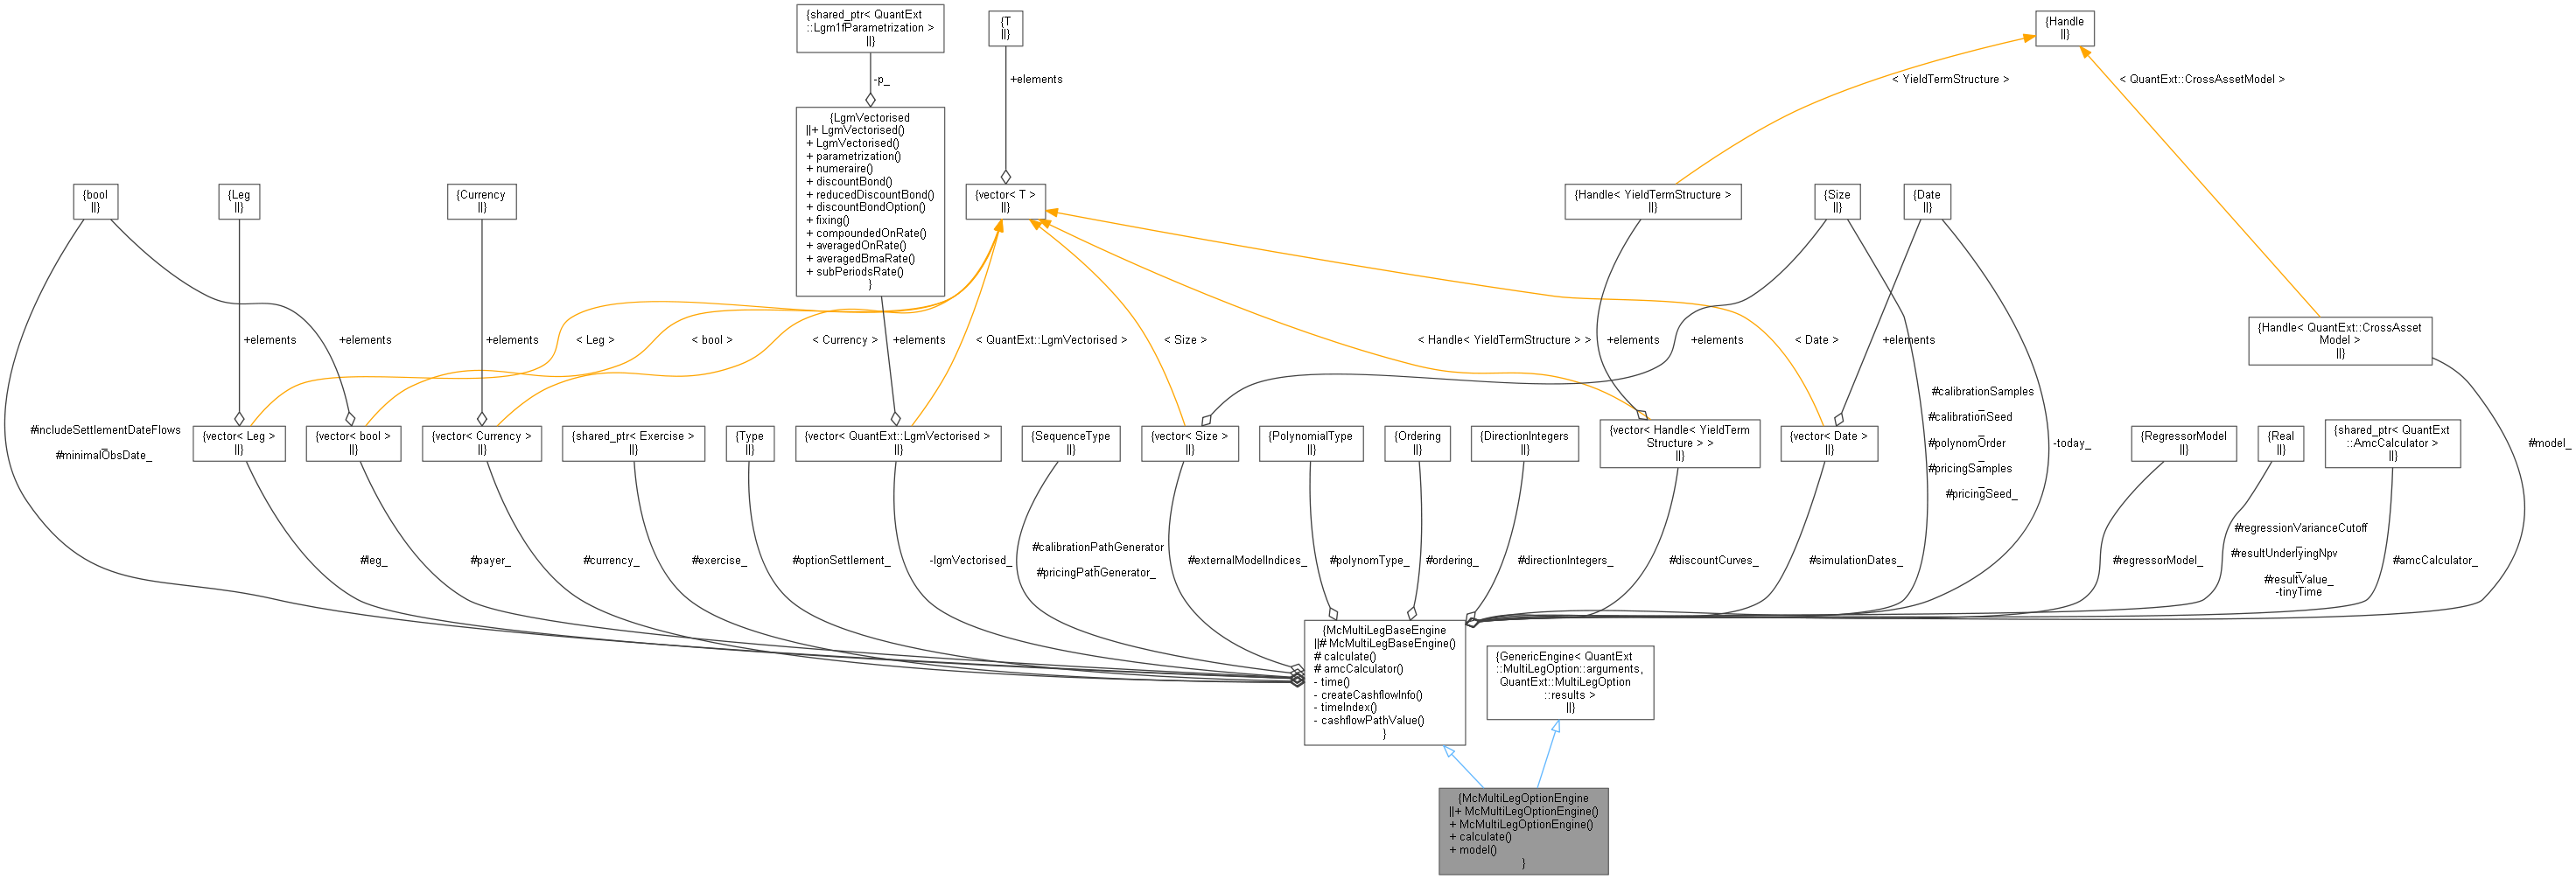 {shared_ptr< QuantExt
::Lgm1fParametrization >
||}
{T
||}
{Handle
||}
-p_
+elements
< YieldTermStructure >
< QuantExt::CrossAssetModel >
{LgmVectorised
||+ LgmVectorised()
+ LgmVectorised()
+ parametrization()
+ numeraire()
+ discountBond()
+ reducedDiscountBond()
+ discountBondOption()
+ fixing()
+ compoundedOnRate()
+ averagedOnRate()
+ averagedBmaRate()
+ subPeriodsRate()
}
{bool
||}
{Leg
||}
{Currency
||}
{vector< T >
||}
{Handle< YieldTermStructure >
||}
{Size
||}
{Date
||}
+elements
+elements
+elements
< Leg >
< bool >
< Currency >
+elements
< QuantExt::LgmVectorised >
< Size >
< Handle< YieldTermStructure > >
+elements
+elements
< Date >
+elements
{Handle< QuantExt::CrossAsset
Model >
||}
#includeSettlementDateFlows
_
#minimalObsDate_
{vector< Leg >
||}
{vector< bool >
||}
{vector< Currency >
||}
{shared_ptr< Exercise >
||}
{Type
||}
{vector< QuantExt::LgmVectorised >
||}
{SequenceType
||}
{vector< Size >
||}
{PolynomialType
||}
{Ordering
||}
{DirectionIntegers
||}
{vector< Handle< YieldTerm
Structure > >
||}
{vector< Date >
||}
#calibrationSamples
_
#calibrationSeed
_
#polynomOrder
_
#pricingSamples
_
#pricingSeed_
-today_
{RegressorModel
||}
{Real
||}
{shared_ptr< QuantExt
::AmcCalculator >
||}
#model_
#leg_
#payer_
#currency_
#exercise_
#optionSettlement_
-lgmVectorised_
#calibrationPathGenerator
_
#pricingPathGenerator_
#externalModelIndices_
#polynomType_
#ordering_
#directionIntegers_
#discountCurves_
#simulationDates_
#regressorModel_
#regressionVarianceCutoff
_
#resultUnderlyingNpv
_
#resultValue_
-tinyTime
#amcCalculator_
{McMultiLegBaseEngine
||# McMultiLegBaseEngine()
# calculate()
# amcCalculator()
- time()
- createCashflowInfo()
- timeIndex()
- cashflowPathValue()
}
{GenericEngine< QuantExt
::MultiLegOption::arguments,
QuantExt::MultiLegOption
::results >
||}
{McMultiLegOptionEngine
||+ McMultiLegOptionEngine()
+ McMultiLegOptionEngine()
+ calculate()
+ model()
}